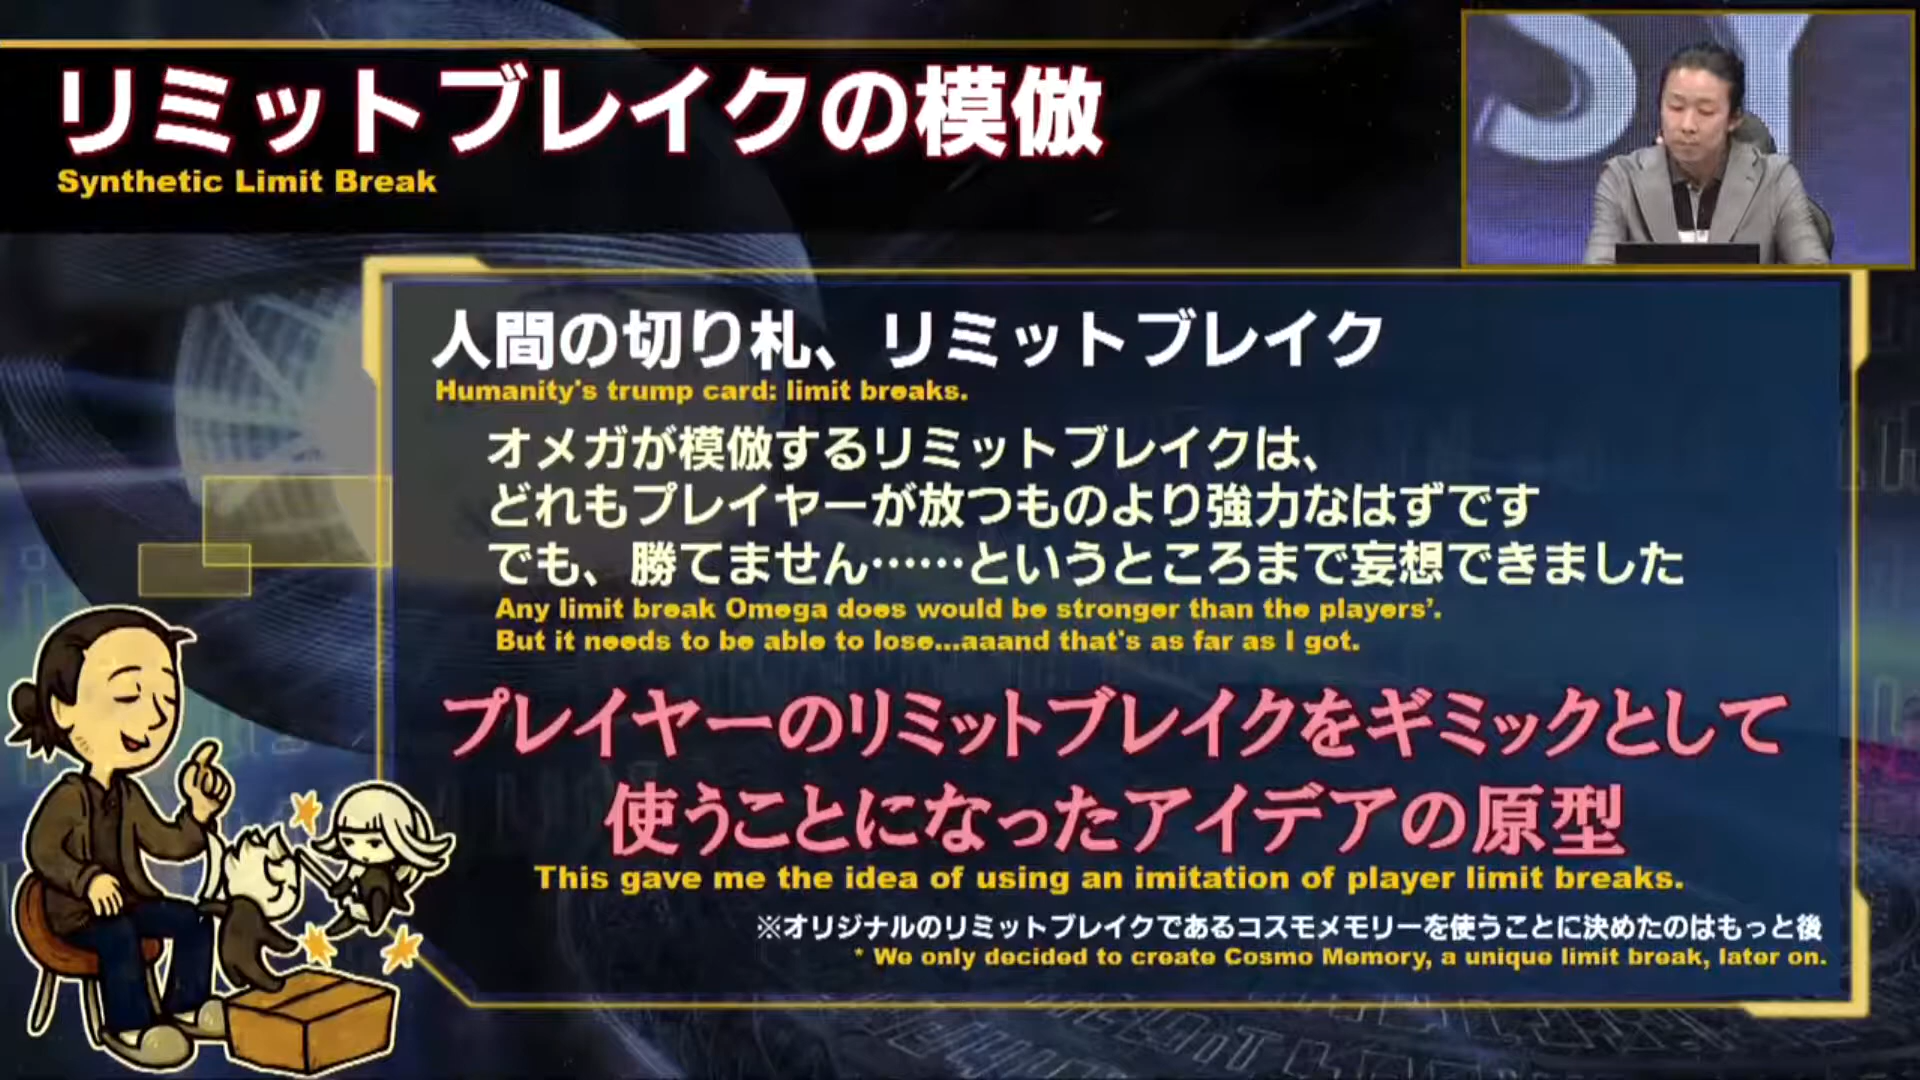 リミットブレイクの模倣
Synthetic Limit Break
SY
人間の切り札、リミットブレイク
Humanity's trump card: limit breaks.
オメガが模倣するリミットブレイクは、
どれもプレイヤーが放つものより強力なはずです
でも、勝てません……というところまで妄想できました
Any limit break Omega does would be stronger than the players’.
But it needs to be able to lose...aaand that's as far as I got.
プレイヤーのリミットブレイクをギミックとして
使うことになったアイデアの原型
This gave me the idea of using an imitation of player limit breaks.
※オリジナルのリミットブレイクであるコスモメモリーを使うことに決めたのはもっと後
* We only decided to create Cosmo Memory, a unique limit break, later on.